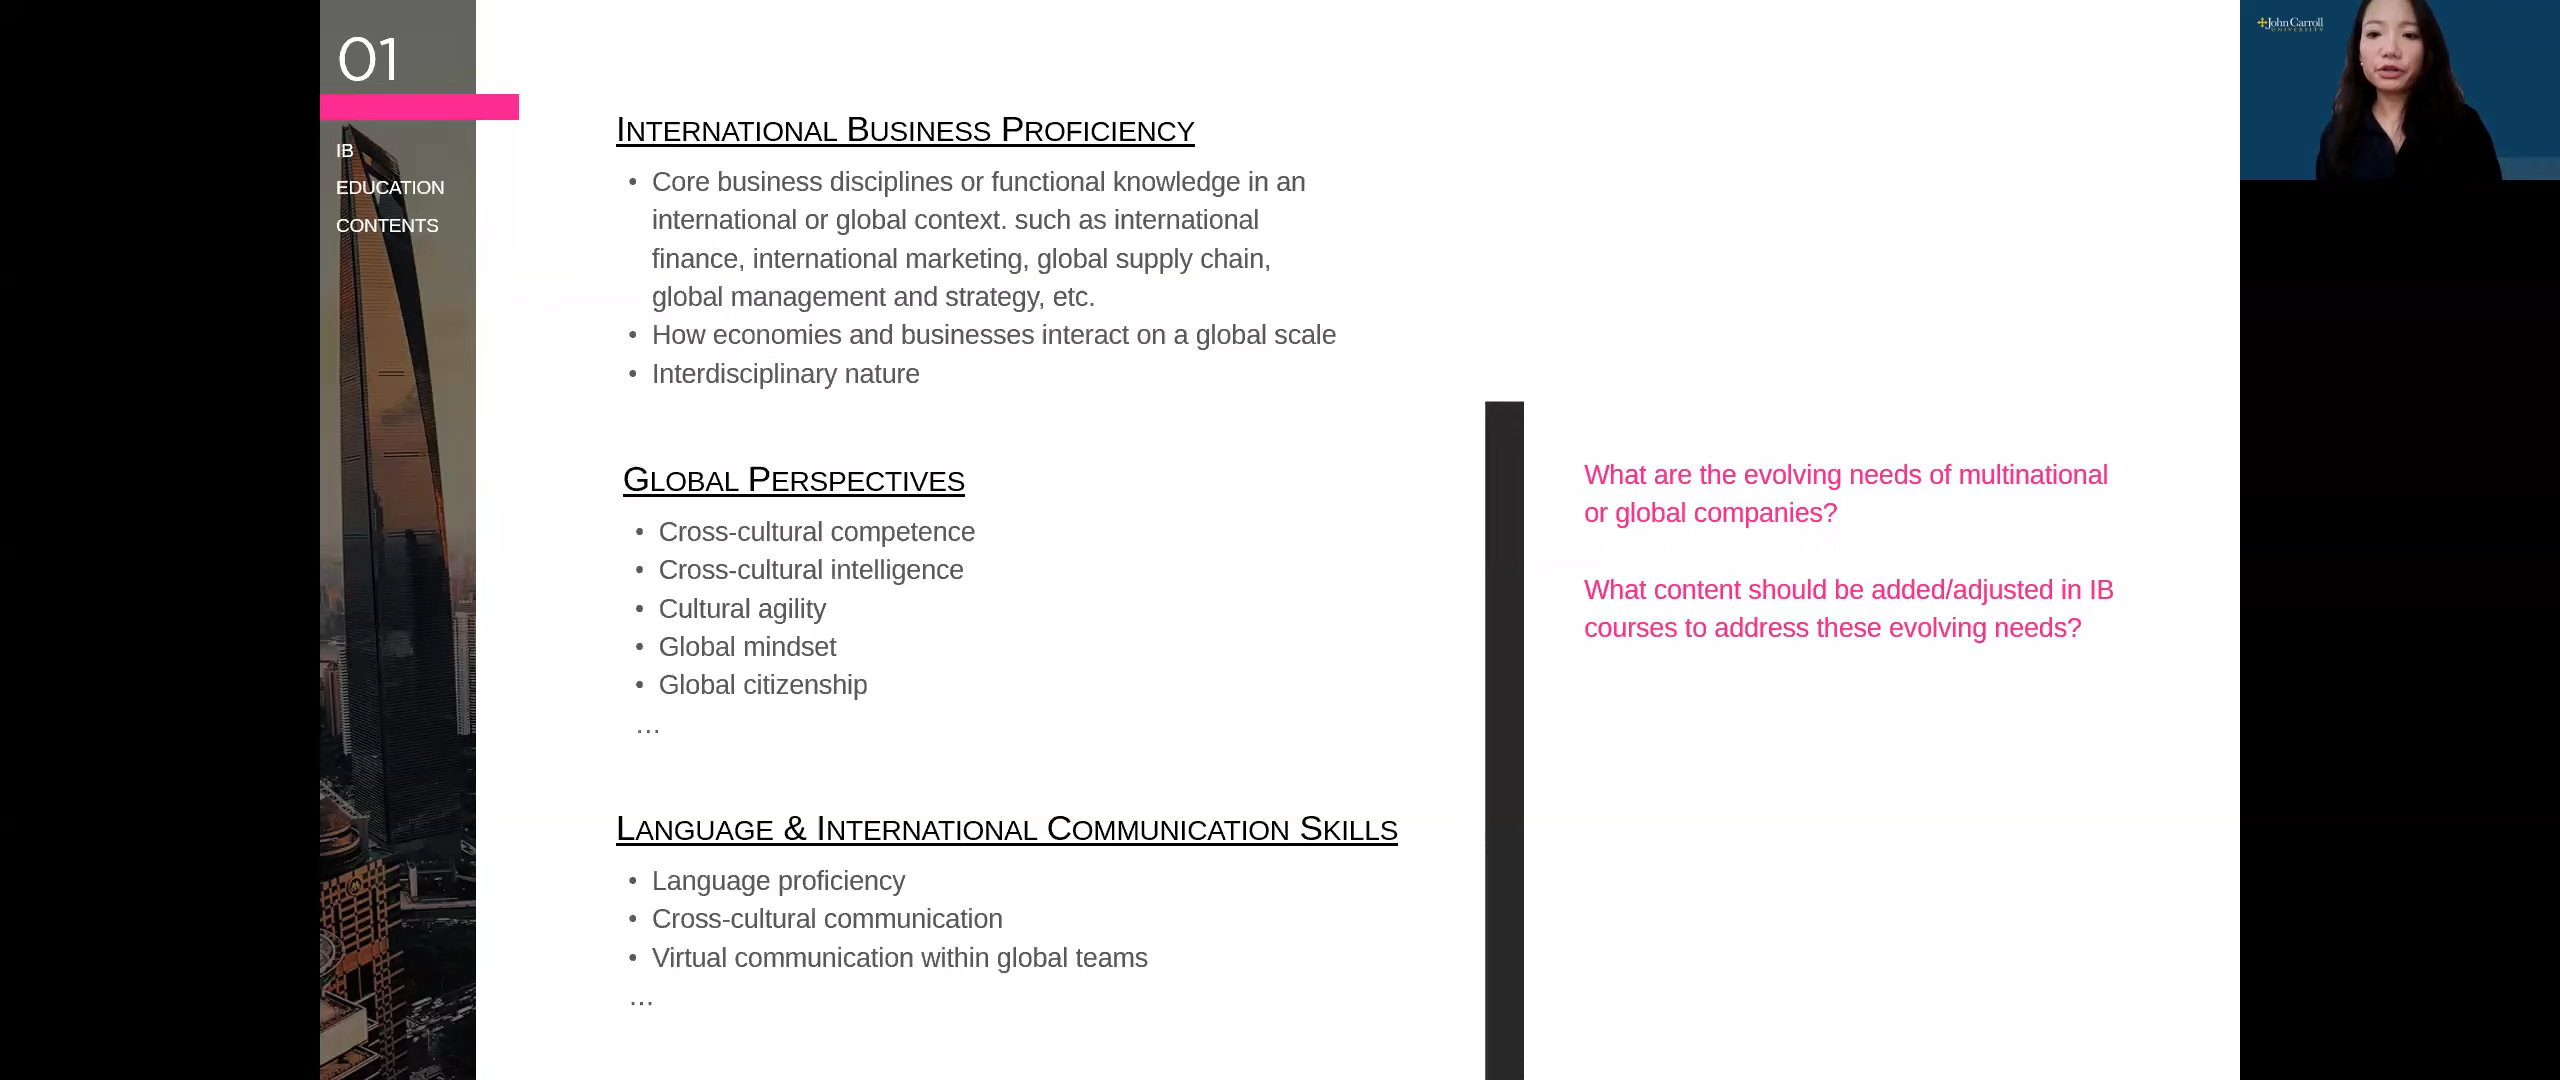 01
IB
EDUCATION
CONTENTS
INTERNATIONAL BUSINESS PROFICIENCY
• Core business disciplines or functional knowledge in an
international or global context. such as international
finance, international marketing, global supply chain,
global management and strategy, etc.
• How economies and businesses interact on a global scale
• Interdisciplinary nature
GLOBAL PERSPECTIVES
• Cross-cultural competence
• Cross-cultural intelligence
• Cultural agility
• Global mindset
• Global citizenship
...
LANGUAGE & INTERNATIONAL COMMUNICATION SKILLS
• Language proficiency
• Cross-cultural communication
• Virtual communication within global teams
...
What are the evolving needs of multinational
or global companies?
What content should be added/adjusted in IB
courses to address these evolving needs?
John Carroll
UNIVERSITY